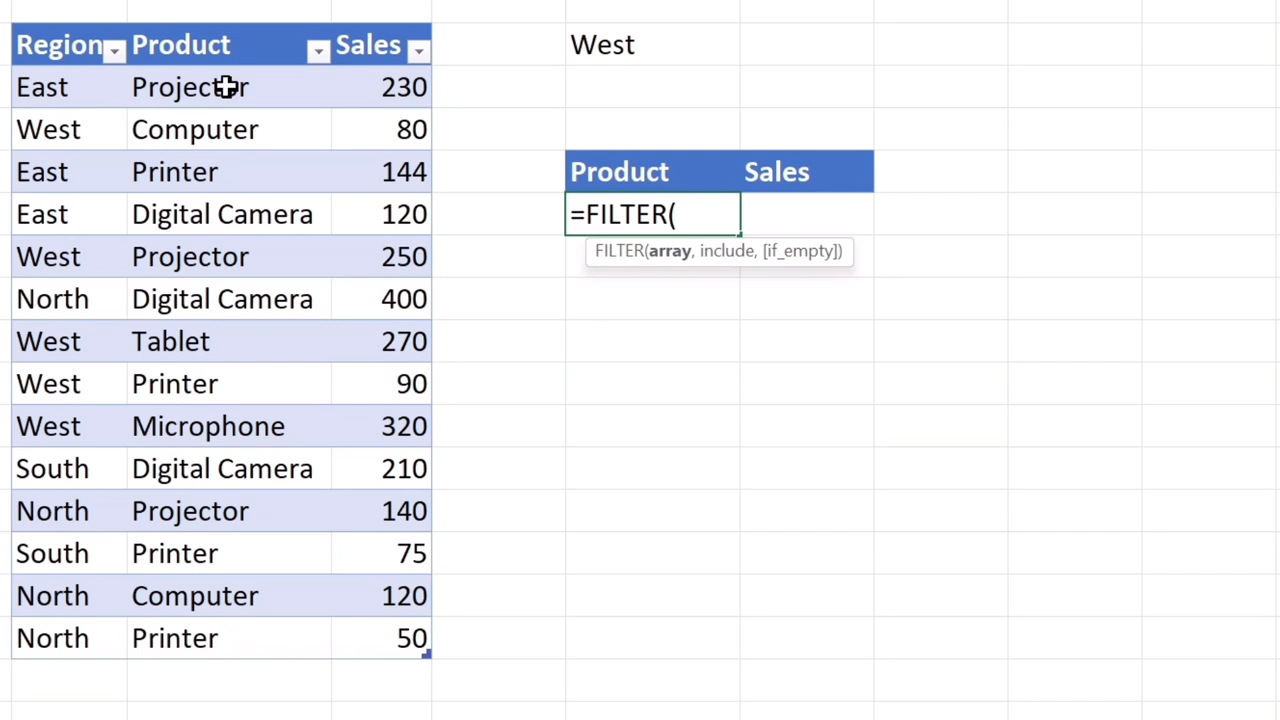 Region Product Sales West
East Projector 230
West Computer 80
East Printer 144 Product Sales
East Digital Camera 120 =FILTER(
West Projector 250 FILTER(array, include, [if_empty])
North Digital Camera 400
West Tablet 270
West Printer 90
West Microphone 320
South Digital Camera 210
North Projector 140
South Printer 75
North Computer 120
North Printer 50